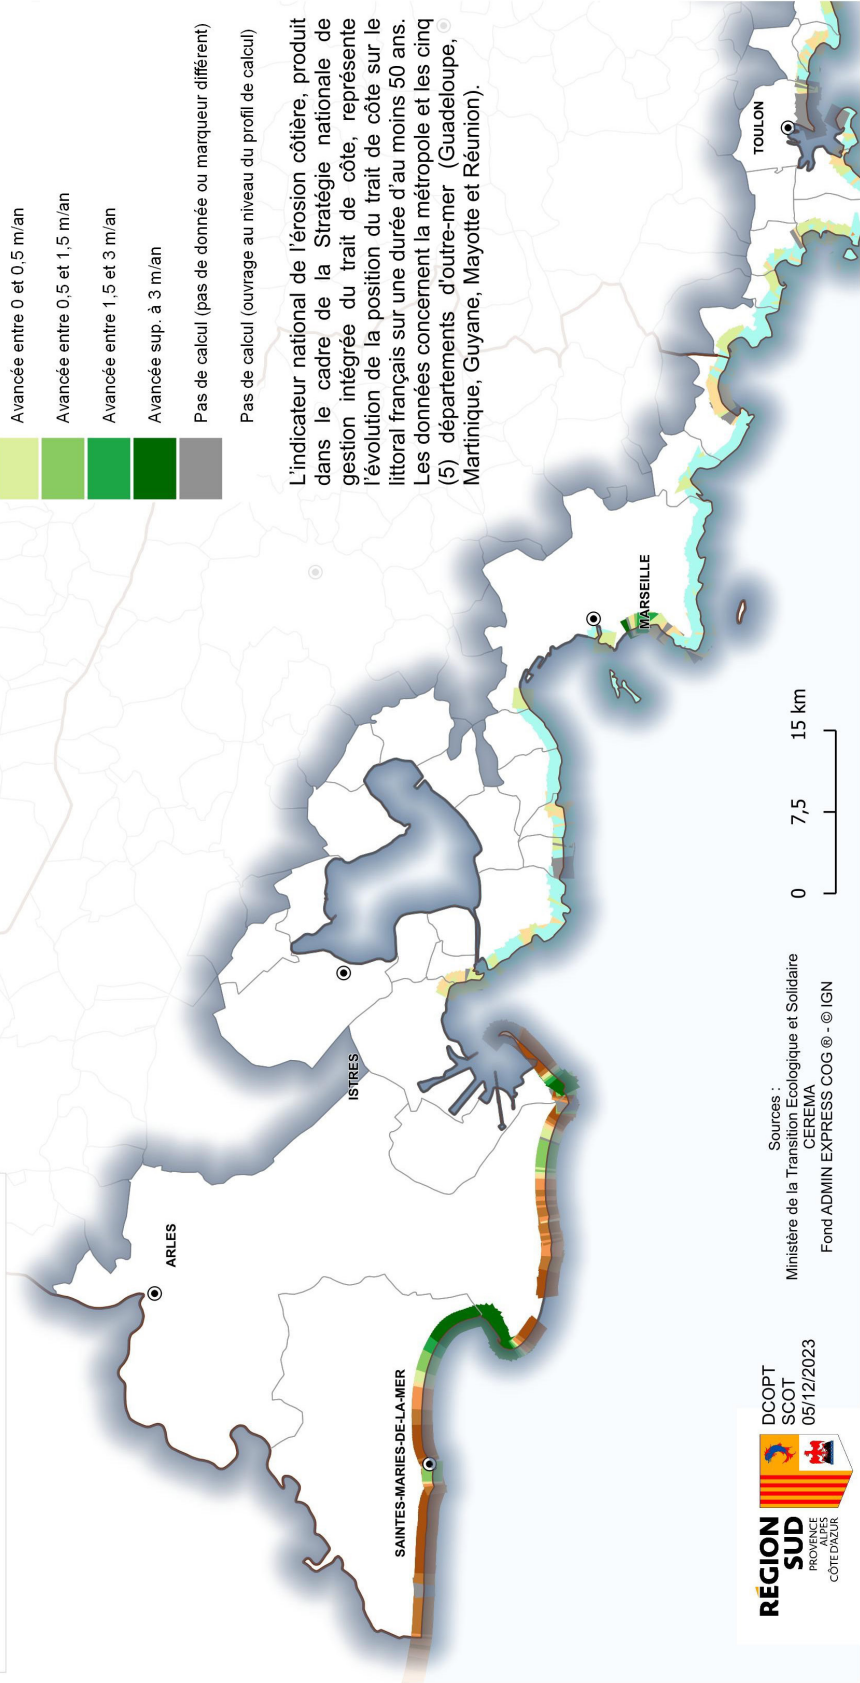 Avancée entre 0 et 0,5 m/an
Avancée entre 0,5 et 1,5 m/an
Avancée entre 1,5 et 3 m/an
Avancée sup. à 3 m/an
Pas de calcul (pas de donnée ou marqueur différent)
Pas de calcul (ouvrage au niveau du profil de calcul)
L'indicateur national de l'érosion côtière, produit
dans le cadre de la Stratégie nationale de
gestion intégrée du trait de côte, représente
l'évolution de la position du trait de côte sur le
littoral français sur une durée d'au moins 50 ans.
Les données concernent la métropole et les cinq
(5) départements d'outre-mer (Guadeloupe,
Martinique, Guyane, Mayotte et Réunion).
ARLES
ISTRES
SAINTES-MARIES-DE-LA-MER
MARSEILLE
TOULON
0 7,5 15 km
Sources :
Ministère de la Transition Ecologique et Solidaire
CEREMA
Fond ADMIN EXPRESS COG ® - © IGN
RÉGION
SUD
PROVENCE
ALPES
CÔTE D'AZUR
DCOPT
SCOT
05/12/2023